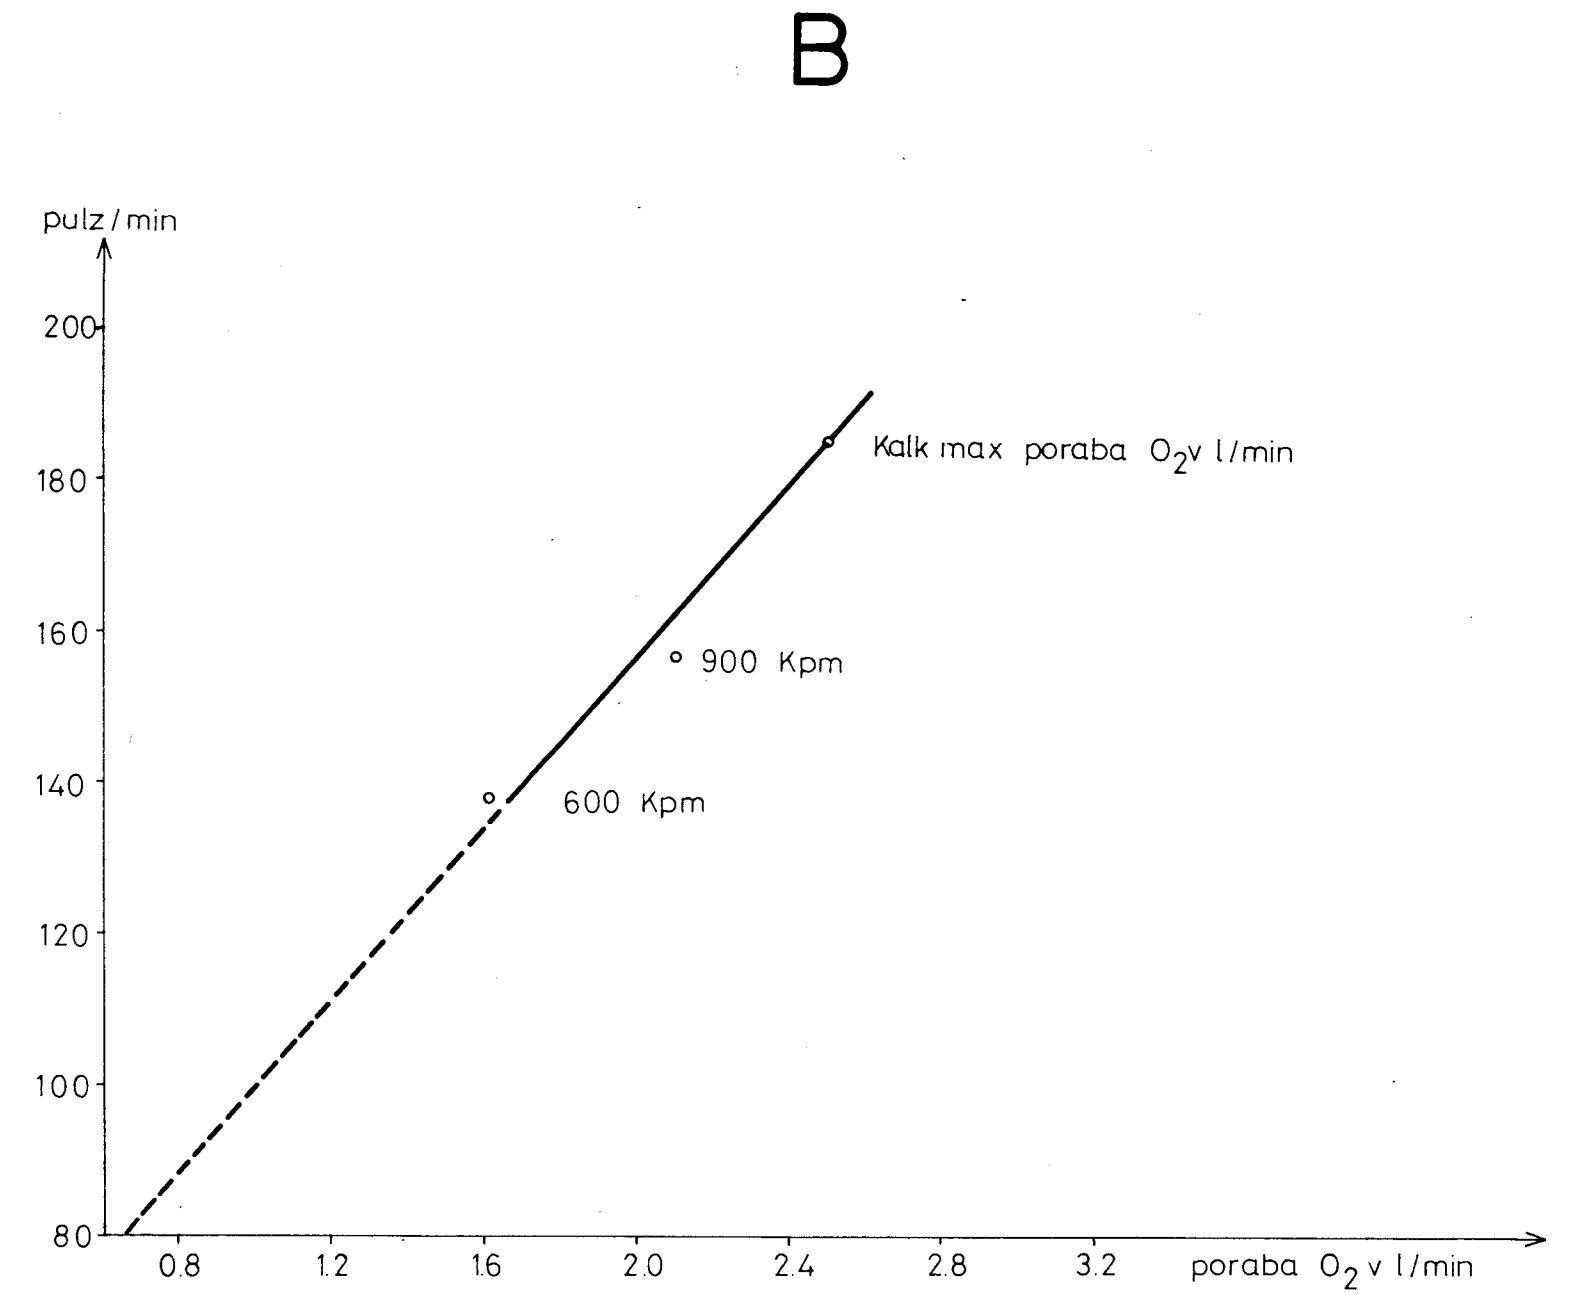 B
pulz/min
200
Kalk max poraba O₂ v l/min
180
160
900 Kpm
140
600 Kpm
120
100
80
0.8 1.2 1.6 2.0 2.4 2.8 3.2 poraba O₂ v l/min